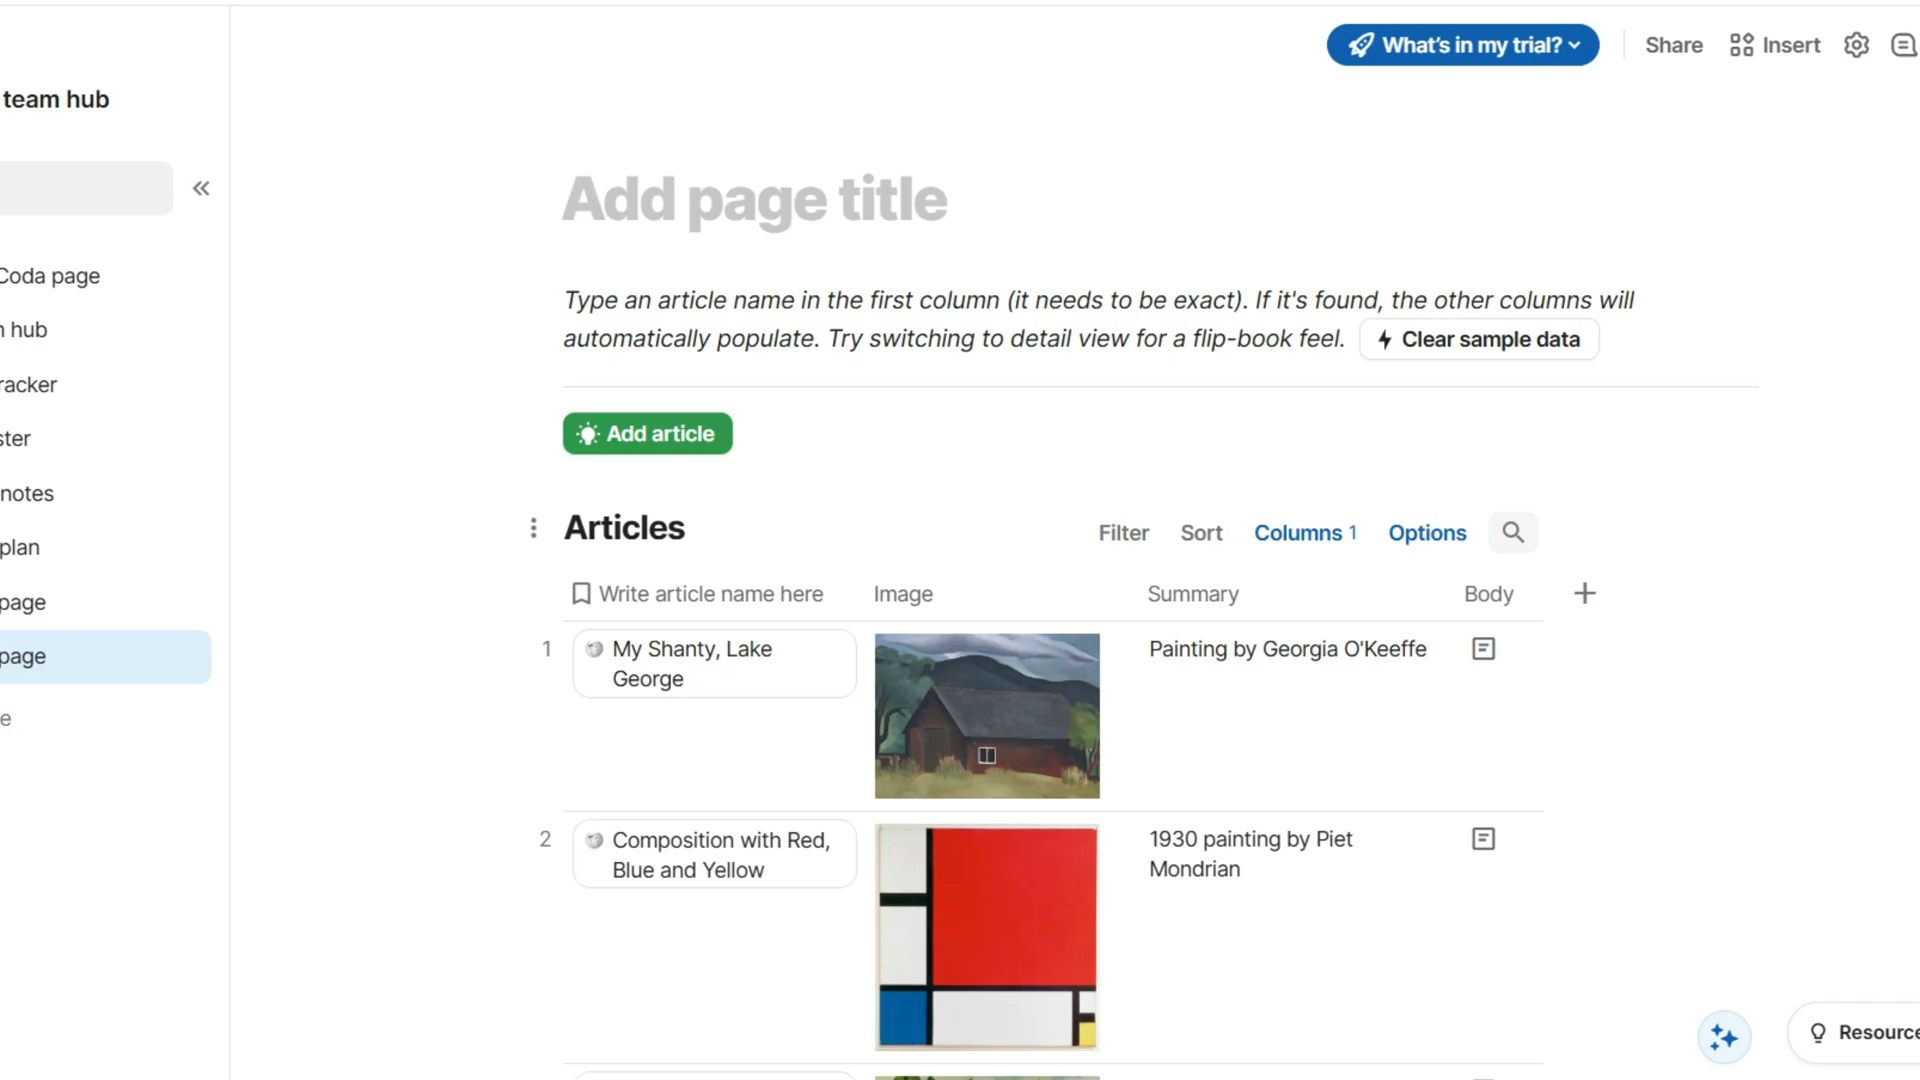 What's in my trial?
Share
Insert
team hub
Add page title
Coda page
hub
Type an article name in the first column (it needs to be exact). If it's found, the other columns will
automatically populate. Try switching to detail view for a flip-book feel.
Clear sample data
Add article
notes
plan
page
page
Articles
Filter
Sort
Columns 1
Options
Write article name here
Image
Summary
Body
1
My Shanty, Lake
George
Painting by Georgia O'Keeffe
2
Composition with Red,
Blue and Yellow
1930 painting by Piet
Mondrian